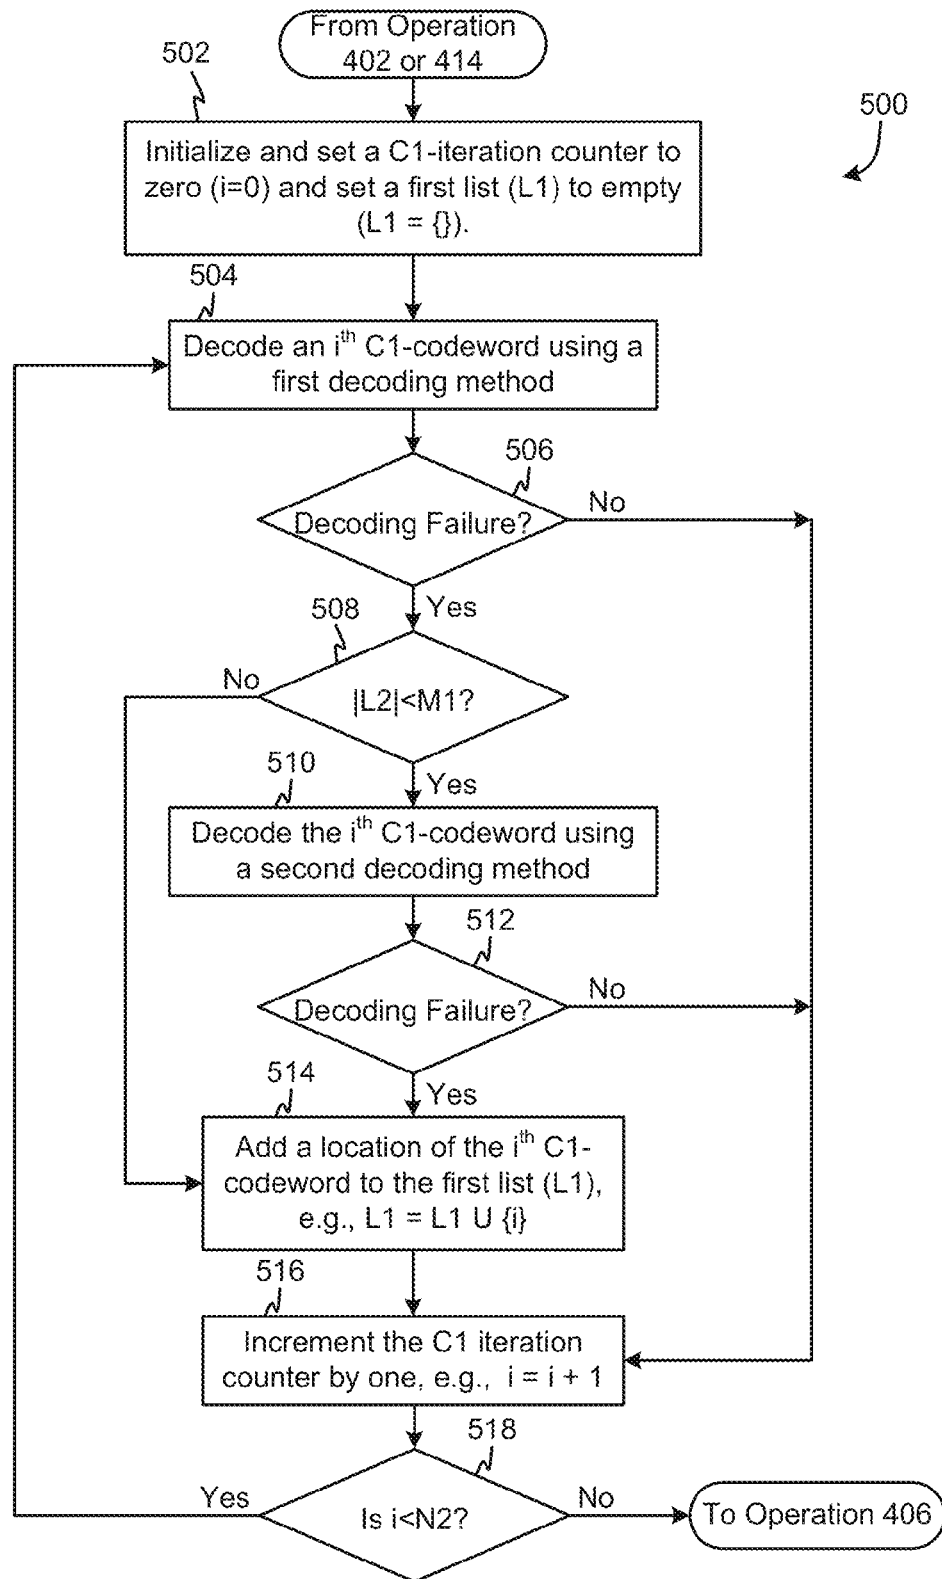 From Operation
402 or 414
502
500
Initialize and set a C1-iteration counter to
zero (i=0) and set a first list (L1) to empty
(L1 = {}).
504
Decode an ith C1-codeword using a
first decoding method
506
Decoding Failure?
No
Yes
508
No
|L2|<M1?
Yes
510
Decode the ith C1-codeword using
a second decoding method
512
Decoding Failure?
No
Yes
514
Add a location of the ith C1-
codeword to the first list (L1),
e.g., L1 = L1 U {i}
516
Increment the C1 iteration
counter by one, e.g., i = i + 1
518
Yes
Is i<N2?
No
To Operation 406